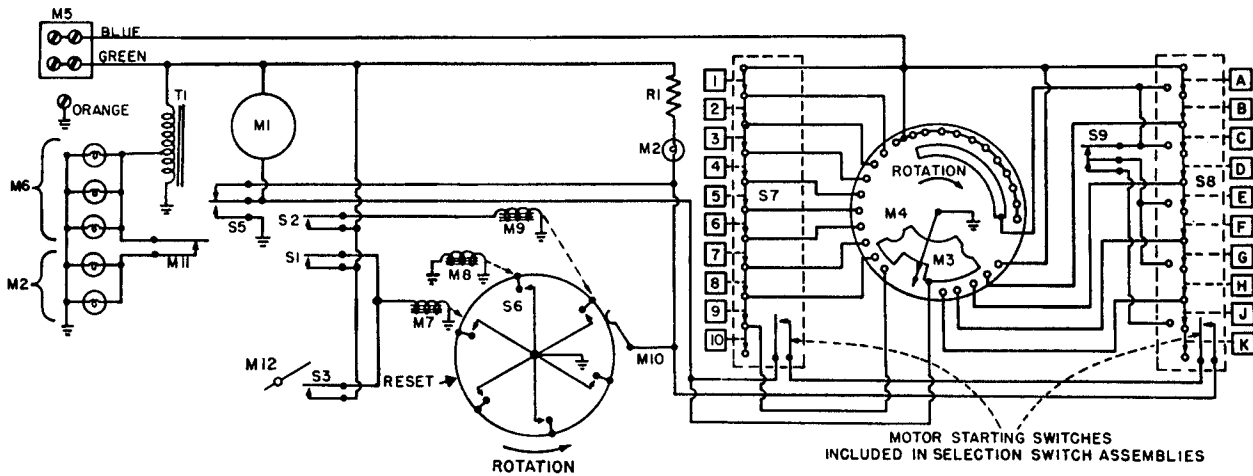 M5
BLUE
GREEN
ORANGE
T1
M1
R1
M2
M6
M2
M11
S5
S2
M9
S1
M8
S6
M7
M12
S3
RESET
M10
ROTATION
1
2
3
4
5
6
7
8
9
10
S7
ROTATION
M4
M3
S9
S8
A
B
C
D
E
F
G
H
J
K
MOTOR STARTING SWITCHES
INCLUDED IN SELECTION SWITCH ASSEMBLIES